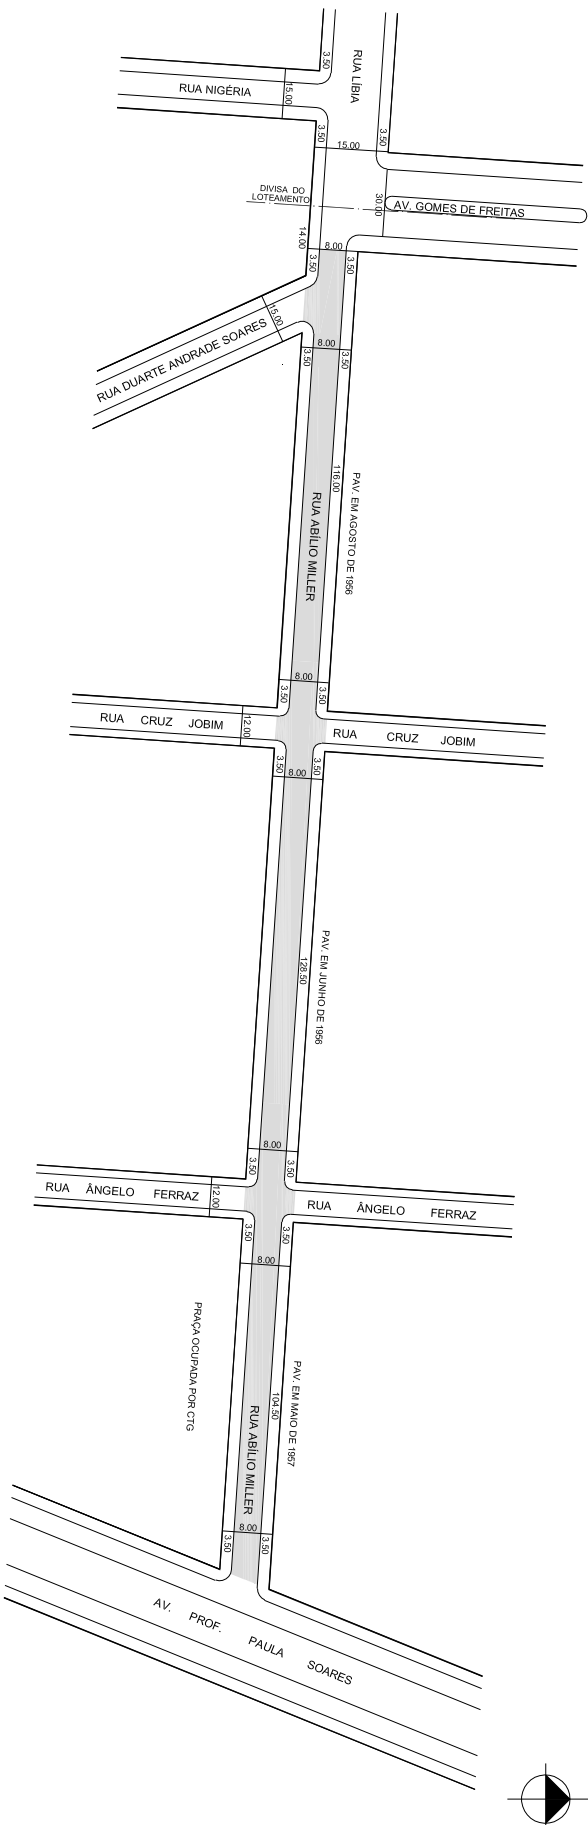 3.50
RUA LÍBIA
RUA NIGÉRIA
15.00
3.50
3.50
15.00
DIVISA DO
LOTEAMENTO
30.00
AV. GOMES DE FREITAS
14.00
8.00
3.50
3.50
15.00
RUA DUARTE ANDRADE SOARES
8.00
3.50
3.50
116.00
PAV. EM AGOSTO DE 1956
RUA ABÍLIO MILLER
8.00
3.50
3.50
RUA CRUZ JOBIM
12.00
RUA CRUZ JOBIM
3.50
3.50
8.00
128.50
PAV. EM JUNHO DE 1956
8.00
3.50
3.50
RUA ÂNGELO FERRAZ
12.00
RUA ÂNGELO FERRAZ
3.50
3.50
8.00
PRAÇA OCUPADA POR CTG
104.50
PAV. EM MAIO DE 1957
RUA ABÍLIO MILLER
8.00
3.50
3.50
AV. PROF. PAULA SOARES